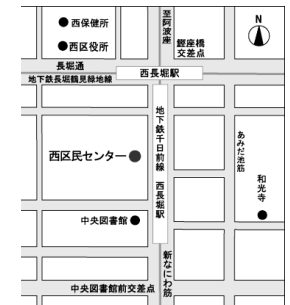 至阿波座
N
西保健所
西区役所
鰹座橋
交差点
長堀通
西長堀駅
地下鉄長堀鶴見緑地線
地下鉄千日前線 西長堀駅
あみだ池筋
西区民センター
和光寺
中央図書館
新なにわ筋
中央図書館前交差点